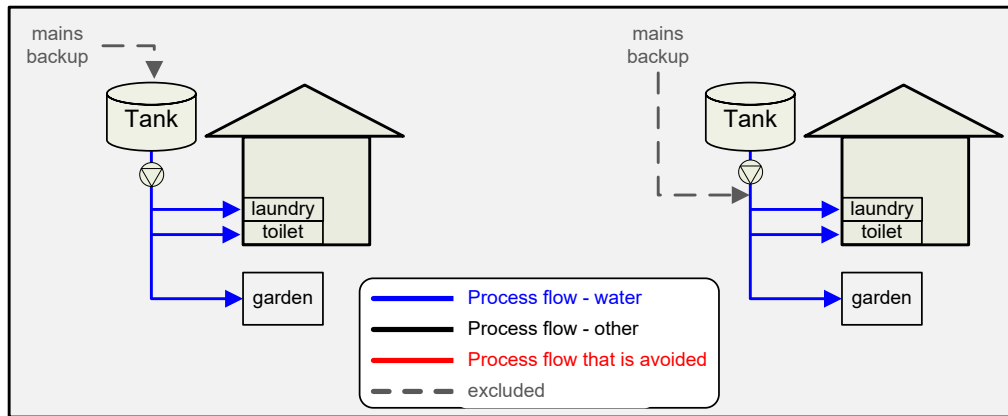 mains
backup
Tank
laundry
toilet
garden
mains
backup
Tank
laundry
toilet
garden
Process flow - water
Process flow - other
Process flow that is avoided
excluded